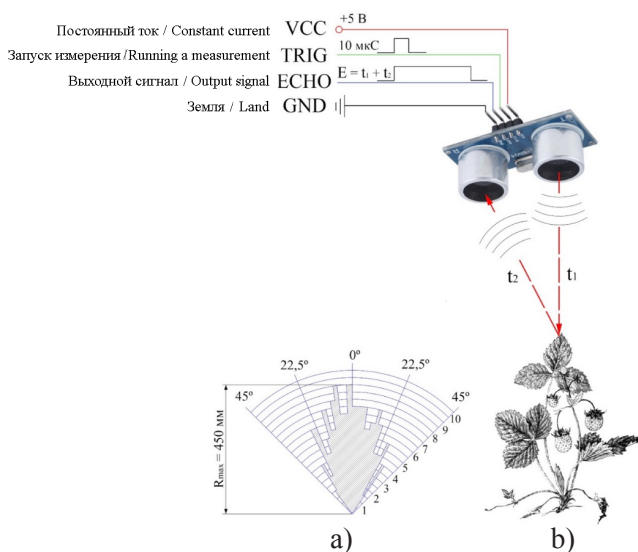 Постоянный ток / Constant current VCC +5 В
Запуск измерения /Running a measurement TRIG 10 мкС
Выходной сигнал / Output signal ECHO E = t₁ + t₂
Земля / Land GND
t₂ t₁
0º
22,5º 22,5º
45º 45º
Rmax = 450 мм
1 2 3 4 5 6 7 8 9 10
a) b)